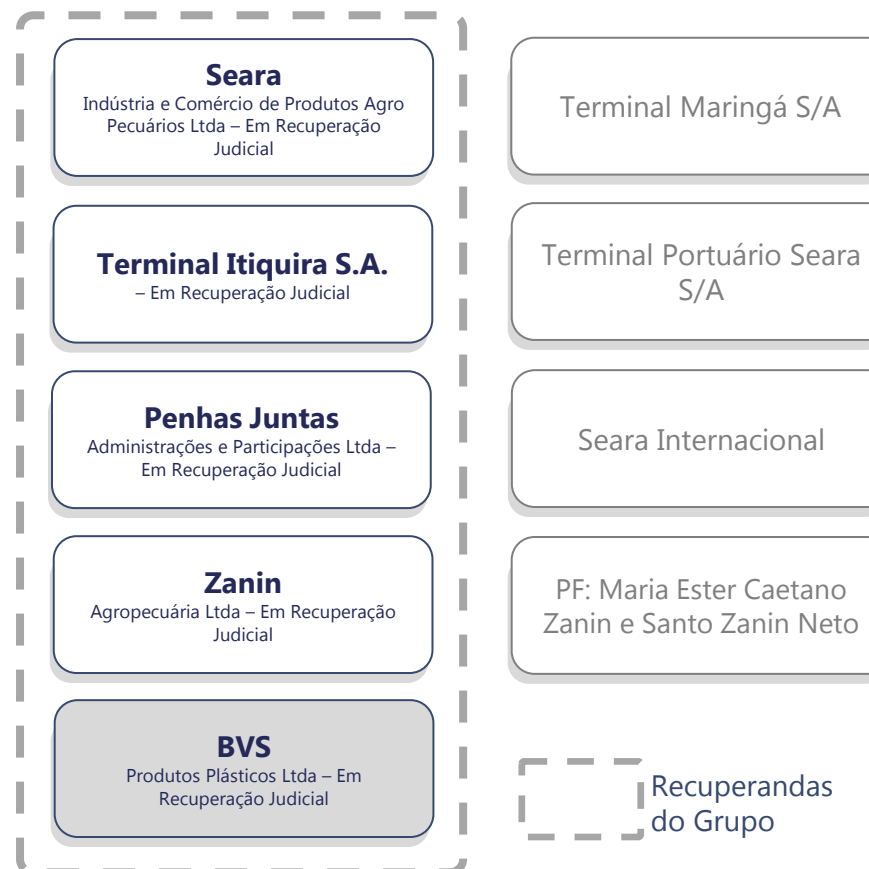 Seara
Indústria e Comércio de Produtos Agro
Pecuários Ltda – Em Recuperação
Judicial
Terminal Itiquira S.A.
– Em Recuperação Judicial
Penhas Juntas
Administrações e Participações Ltda –
Em Recuperação Judicial
Zanin
Agropecuária Ltda – Em Recuperação
Judicial
BVS
Produtos Plásticos Ltda – Em
Recuperação Judicial
Terminal Maringá S/A
Terminal Portuário Seara
S/A
Seara Internacional
PF: Maria Ester Caetano
Zanin e Santo Zanin Neto
Recuperandas
do Grupo